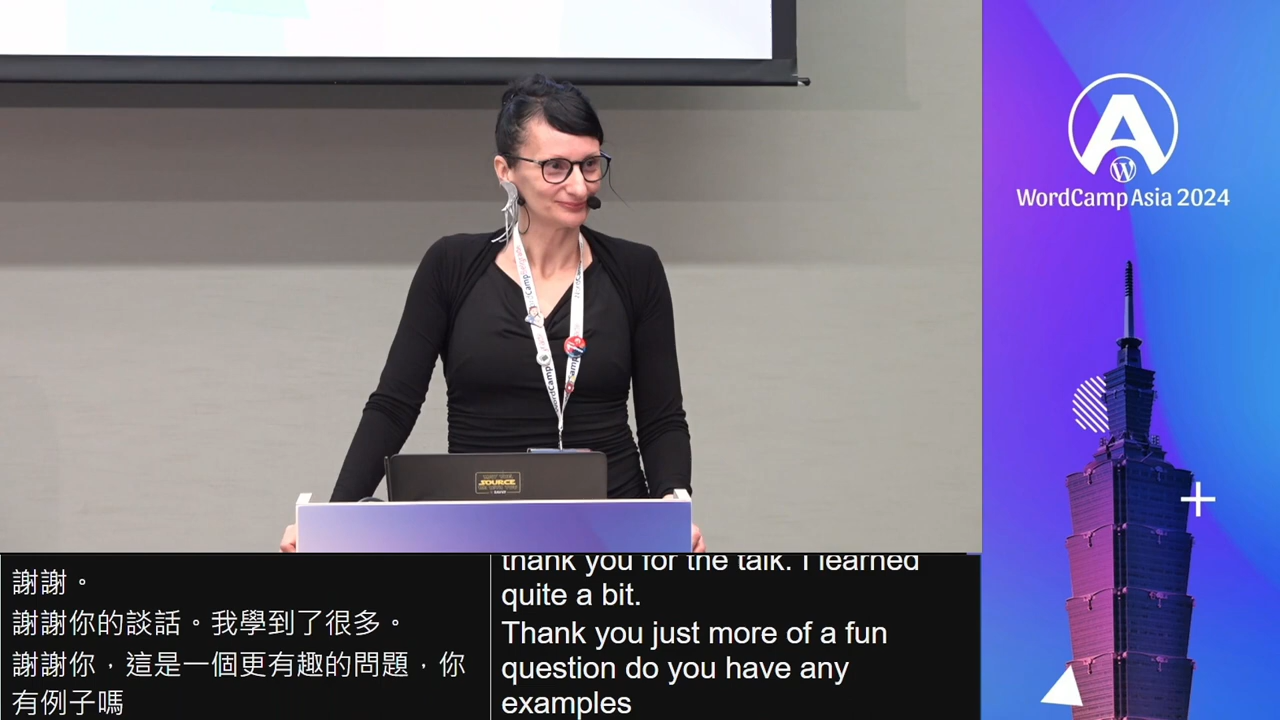 WordCamp Asia 2024
SOURCE
謝謝。
謝謝你的談話。我學到了很多。
謝謝你，這是一個更有趣的問題，你
有例子嗎
thank you for the talk. I learned
quite a bit.
Thank you just more of a fun
question do you have any
examples